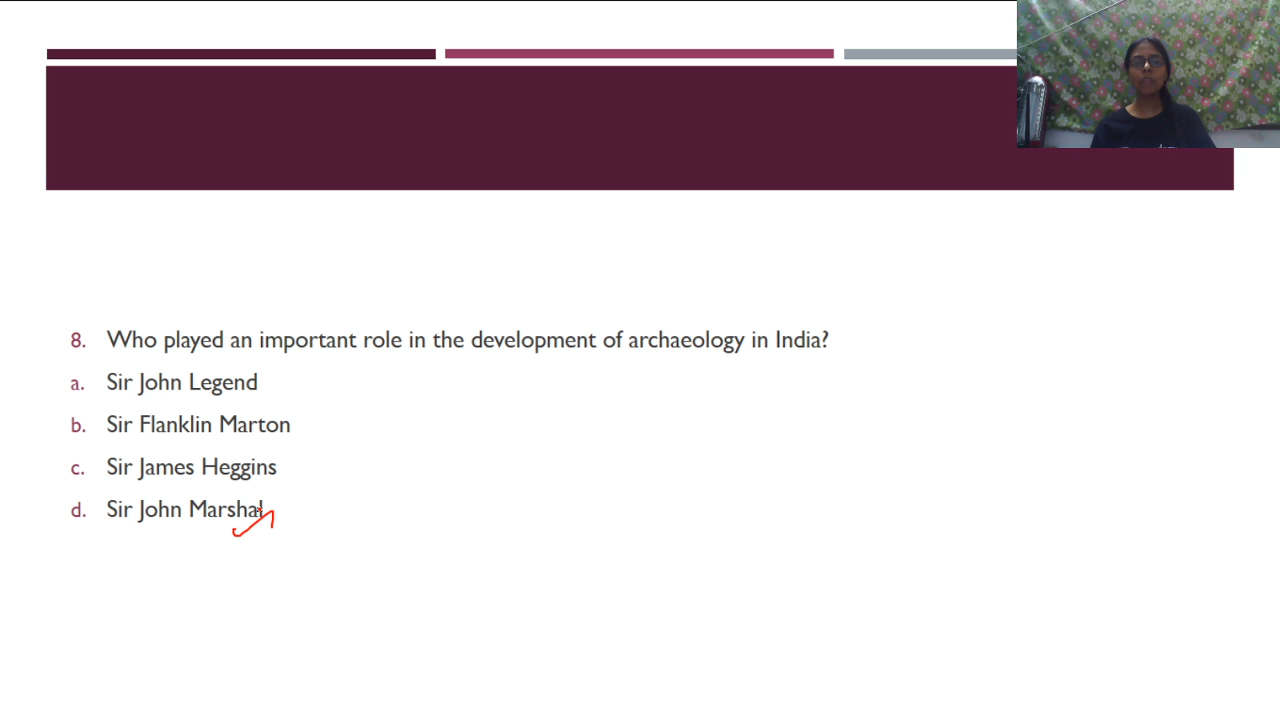 8. Who played an important role in the development of archaeology in India?
a. Sir John Legend
b. Sir Flanklin Marton
c. Sir James Heggins
d. Sir John Marshal